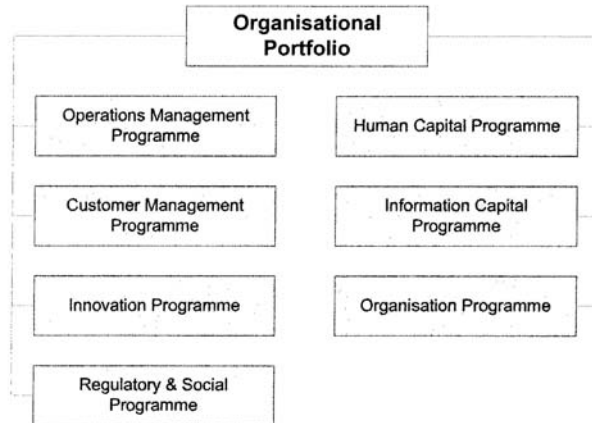 Organisational
Portfolio
Operations Management
Programme
Human Capital Programme
Customer Management
Programme
Information Capital
Programme
Innovation Programme
Organisation Programme
Regulatory & Social
Programme